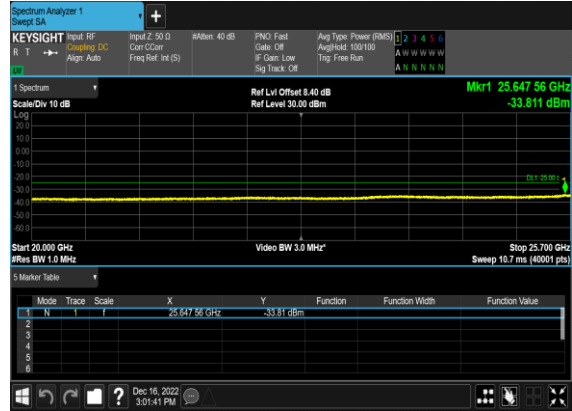 Spectrum Analyzer 1
Swept SA
+
KEYSIGHT Input: RF Input Z: 50 Ω #Atten: 40 dB PNO: Fast Avg Type: Power (RMS) 1 2 3 4 5 6
R T Coupling: DC Corr CCorr Gate: Off Avg|Hold: 100/100 A W W W W W
Align: Auto Freq Ref: Int (S) IF Gain: Low Trig: Free Run
Sig Track: Off A N N N N N
1 Spectrum Ref Lvl Offset 8.40 dB Mkr1 25.647 56 GHz
Scale/Div 10 dB Ref Level 30.00 dBm -33.811 dBm
Log
20.0
10.0
0.00
-10.0
-20.0
-30.0
-40.0
-50.0
-60.0
Start 20.000 GHz Video BW 3.0 MHz* Stop 25.700 GHz
#Res BW 1.0 MHz Sweep 10.7 ms (40001 pts)
5 Marker Table
Mode Trace Scale X Y Function Function Width Function Value
1 N 1 f 25.647 56 GHz -33.81 dBm
2
3
4
5
6
? Dec 16, 2022
3:01:41 PM